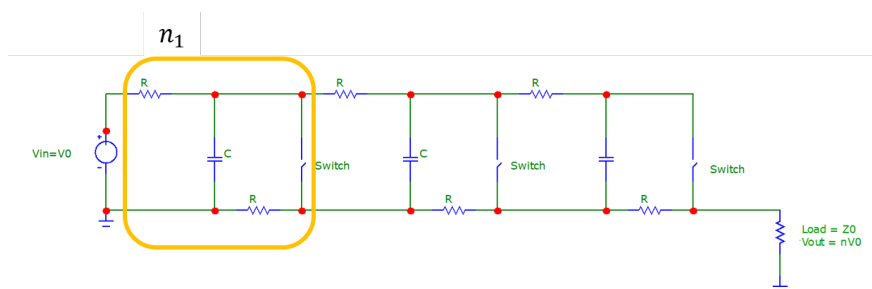 n₁
R
R
R
+
-
Vin=V0
C
Switch
C
Switch
Switch
R
R
R
Load = Z0
Vout = nV0